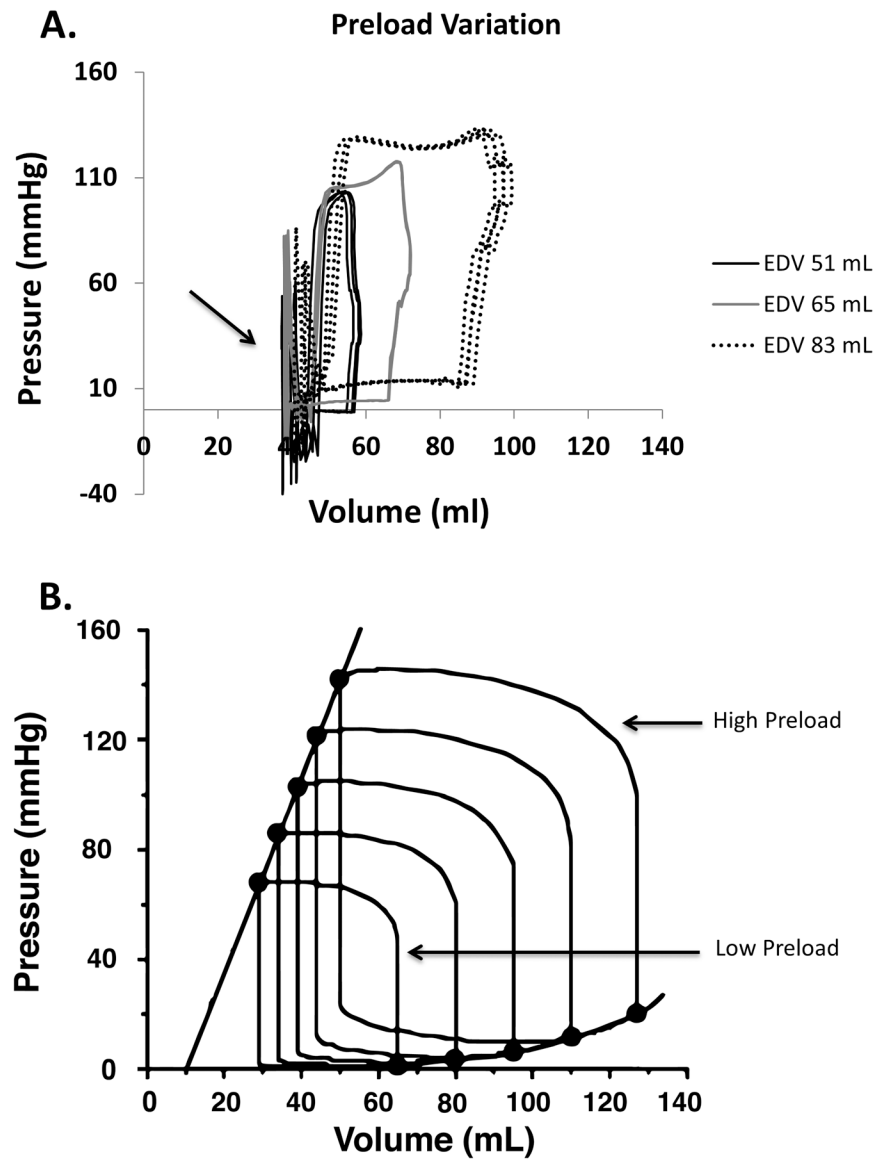 A.
Preload Variation
160
110
60
10
-40
Pressure (mmHg)
0 20 40 60 80 100 120 140
Volume (ml)
EDV 51 mL
EDV 65 mL
EDV 83 mL
B.
160
120
80
40
0
Pressure (mmHg)
High Preload
Low Preload
0 20 40 60 80 100 120 140
Volume (mL)